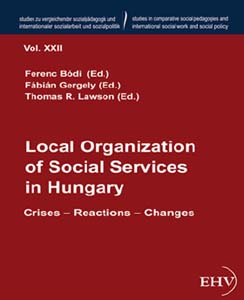 studien zu vergleichender sozialpädagogik und
internationaler sozialarbeit und sozialpolitik
studies in comparative social pedagogies and
international social work and social policy
Vol. XXII
Ferenc Bódi (Ed.)
Fábián Gergely (Ed.)
Thomas R. Lawson (Ed.)
Local Organization
of Social Services
in Hungary
Crises – Reactions – Changes
EHV